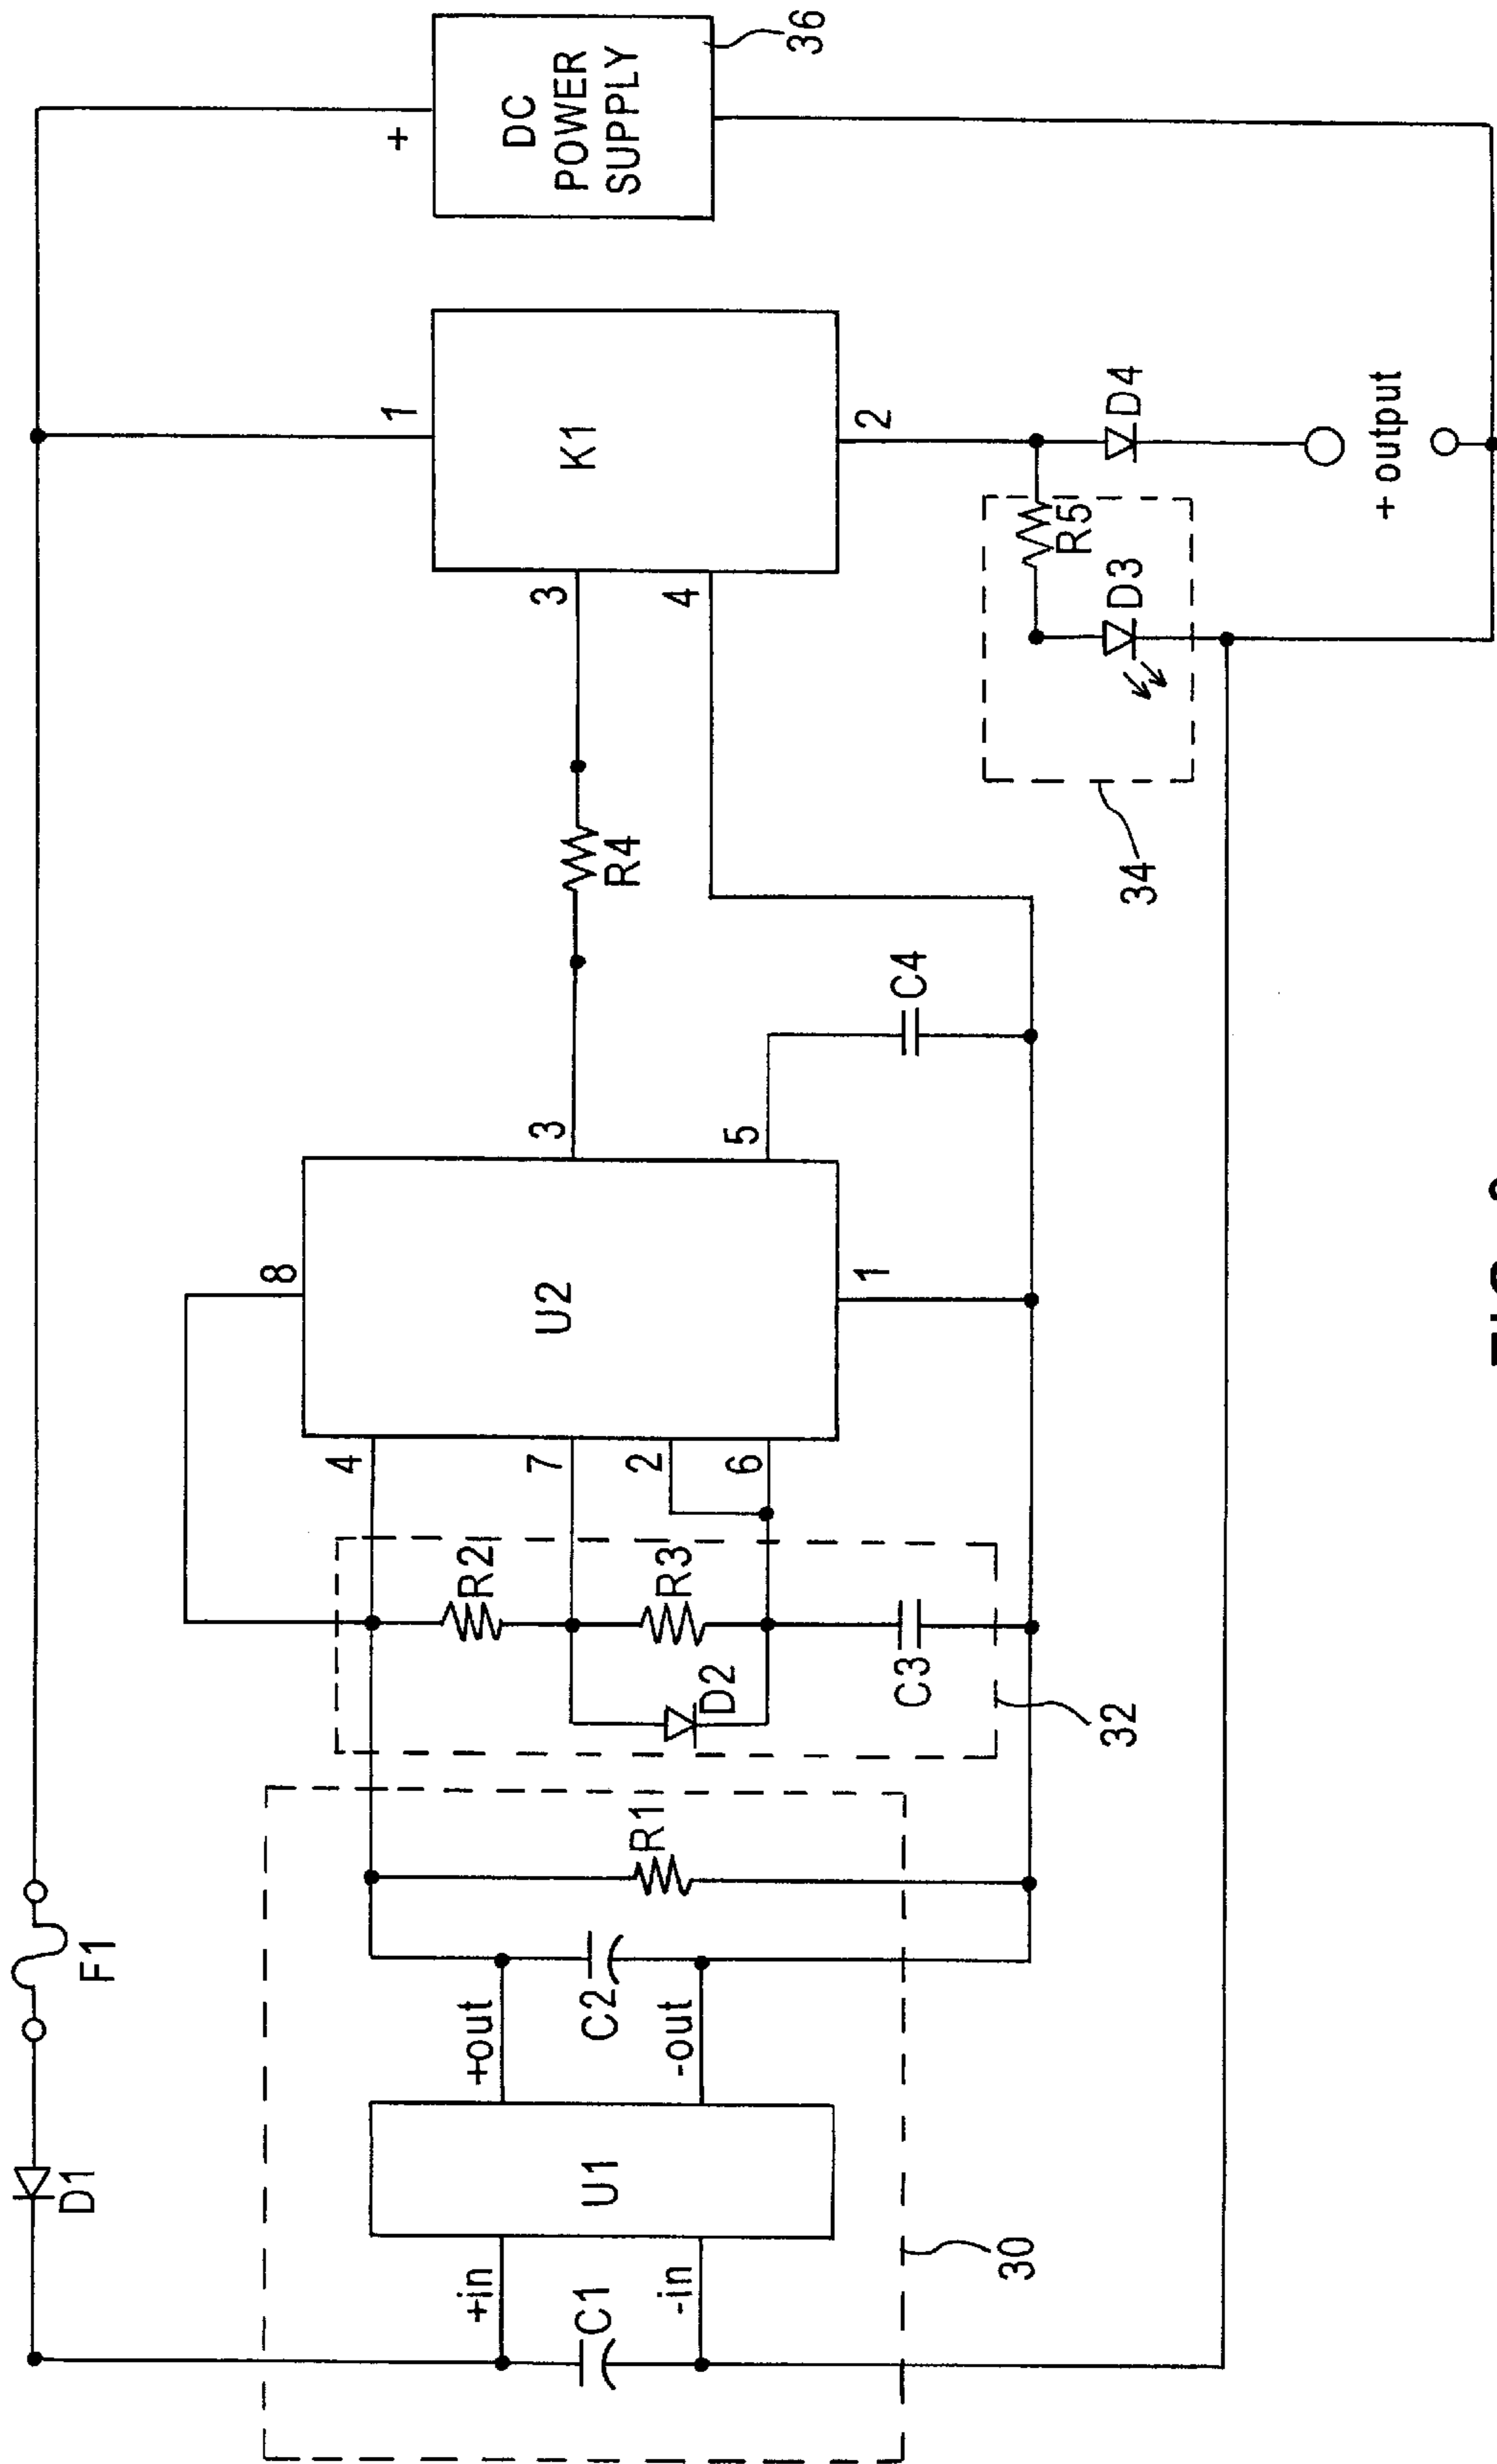 D1
F1
30
C1
+in
-in
U1
+out
-out
C2
R1
32
D2
C3
R2
R3
4
7
2
6
8
U2
1
3
5
C4
R4
34
3
4
K1
1
2
R5
D3
D4
+ output
+
DC
POWER
SUPPLY
36